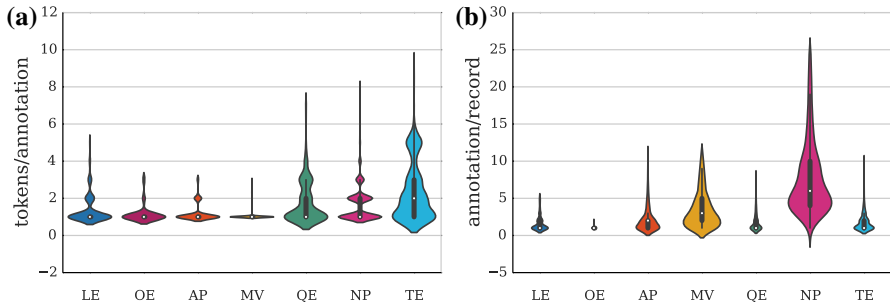 (a)
tokens/annotation
12
10
8
6
4
2
0
−2
LE OE AP MV QE NP TE
(b)
annotation/record
30
25
20
15
10
5
0
−5
LE OE AP MV QE NP TE